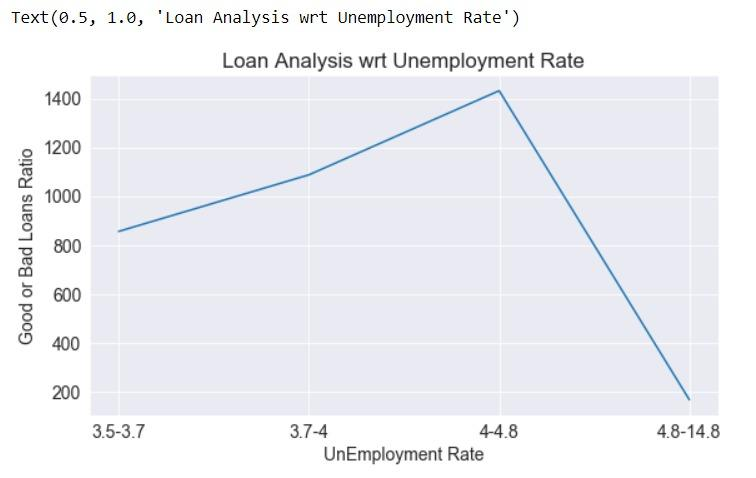 Text(0.5, 1.0, 'Loan Analysis wrt Unemployment Rate')
Loan Analysis wrt Unemployment Rate
Good or Bad Loans Ratio
1400
1200
1000
800
600
400
200
3.5-3.7 3.7-4 4-4.8 4.8-14.8
UnEmployment Rate